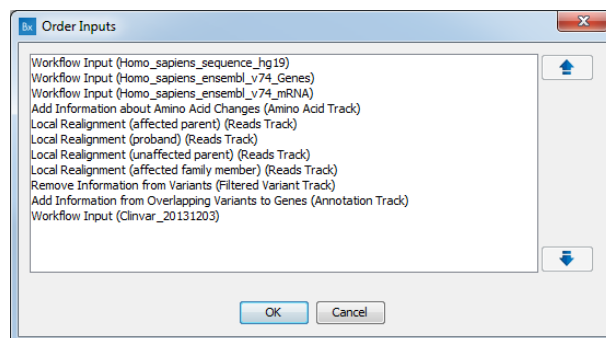 Bx Order Inputs
Workflow Input (Homo_sapiens_sequence_hg19)
Workflow Input (Homo_sapiens_ensembl_v74_Genes)
Workflow Input (Homo_sapiens_ensembl_v74_mRNA)
Add Information about Amino Acid Changes (Amino Acid Track)
Local Realignment (affected parent) (Reads Track)
Local Realignment (proband) (Reads Track)
Local Realignment (unaffected parent) (Reads Track)
Local Realignment (affected family member) (Reads Track)
Remove Information from Variants (Filtered Variant Track)
Add Information from Overlapping Variants to Genes (Annotation Track)
Workflow Input (Clinvar_20131203)
OK Cancel